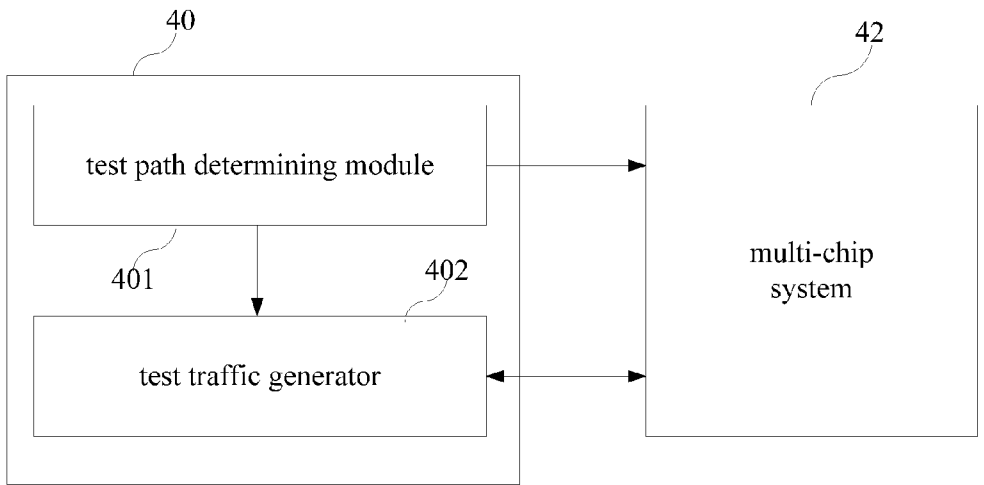 40
42
test path determining module
401
402
multi-chip
system
test traffic generator